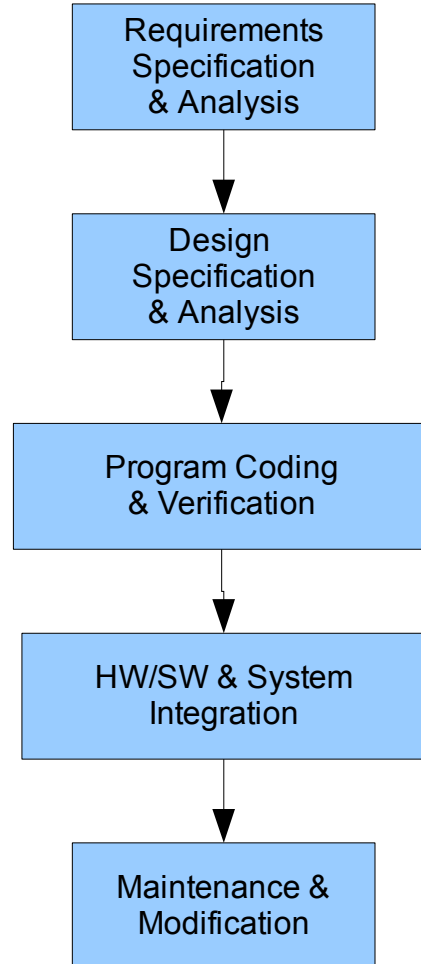 Requirements
Specification
& Analysis
Design
Specification
& Analysis
Program Coding
& Verification
HW/SW & System
Integration
Maintenance &
Modification